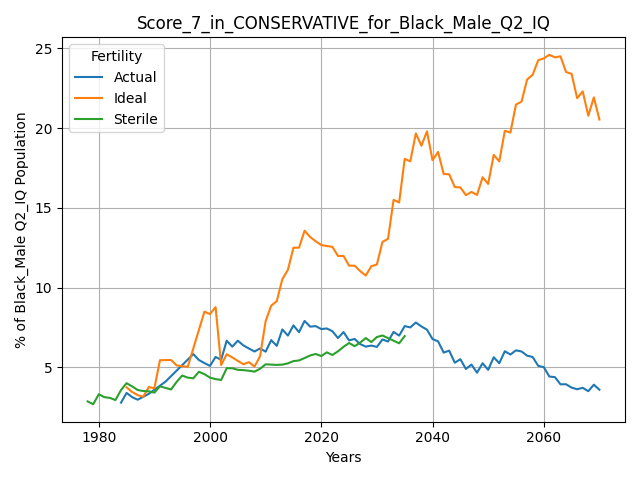 Score_7_in_CONSERVATIVE_for_Black_Male_Q2_IQ
Fertility
Actual
Ideal
Sterile
% of Black_Male Q2_IQ Population
25
20
15
10
5
1980
2000
2020
2040
2060
Years